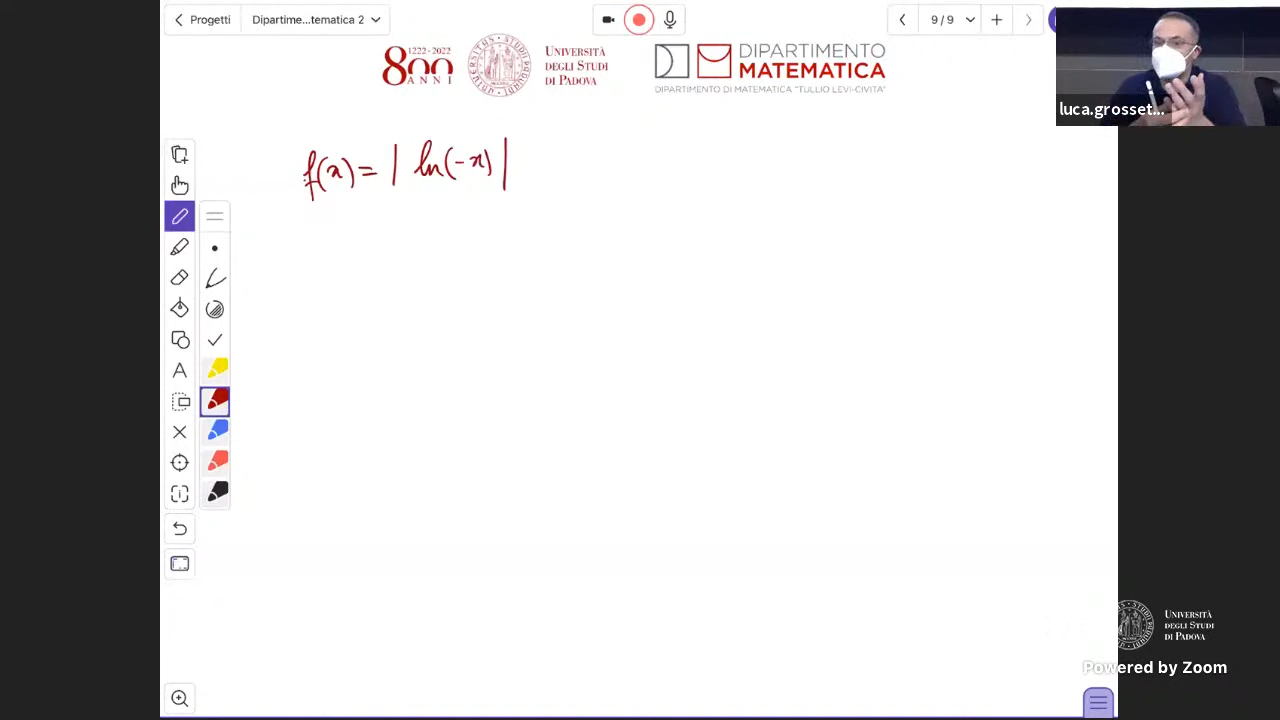 Progetti
Dipartime...tematica 2
9/9
luca.grosset...
1222·2022
800
ANNI
UNIVERSITÀ
DEGLI STUDI
DI PADOVA
DIPARTIMENTO
MATEMATICA
DIPARTIMENTO DI MATEMATICA "TULLIO LEVI-CIVITA"
f(x) = | ln(-x) |
A
UNIVERSITÀ
DEGLI STUDI
DI PADOVA
Powered by Zoom